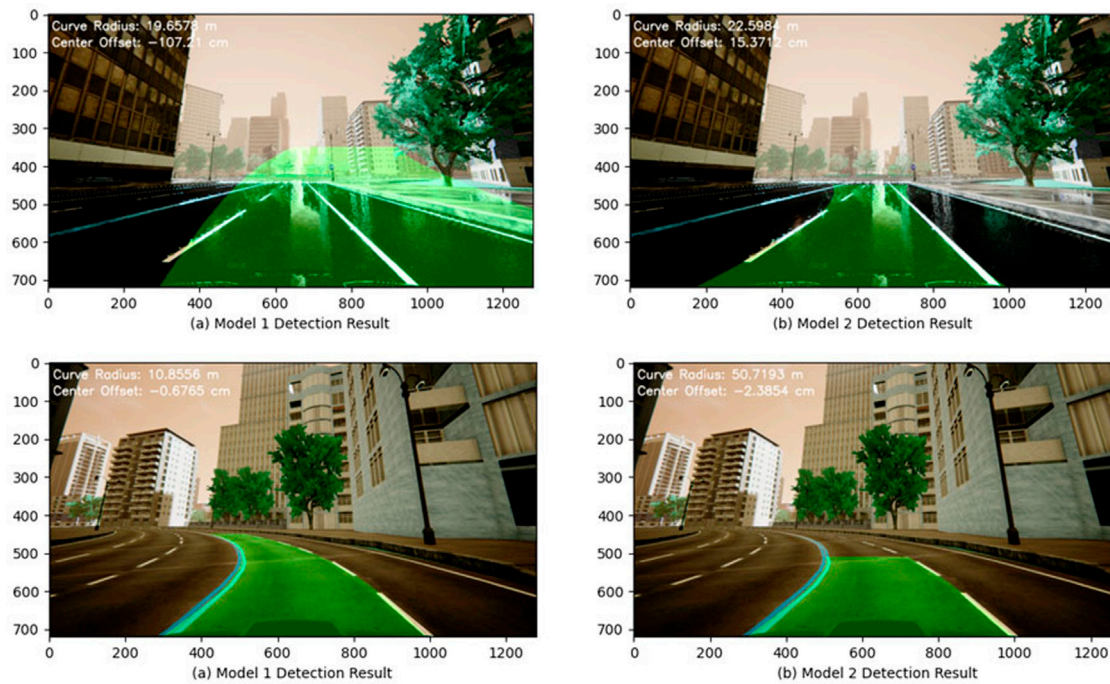 Curve Radius: 19.6578 m
Center Offset: −107.21 cm
0
100
200
300
400
500
600
700
0 200 400 600 800 1000 1200
(a) Model 1 Detection Result
Curve Radius: 22.5984 m
Center Offset: 15.3712 cm
0
100
200
300
400
500
600
700
0 200 400 600 800 1000 1200
(b) Model 2 Detection Result
Curve Radius: 10.8556 m
Center Offset: −0.6765 cm
0
100
200
300
400
500
600
700
0 200 400 600 800 1000 1200
(a) Model 1 Detection Result
Curve Radius: 50.7193 m
Center Offset: −2.3854 cm
0
100
200
300
400
500
600
700
0 200 400 600 800 1000 1200
(b) Model 2 Detection Result